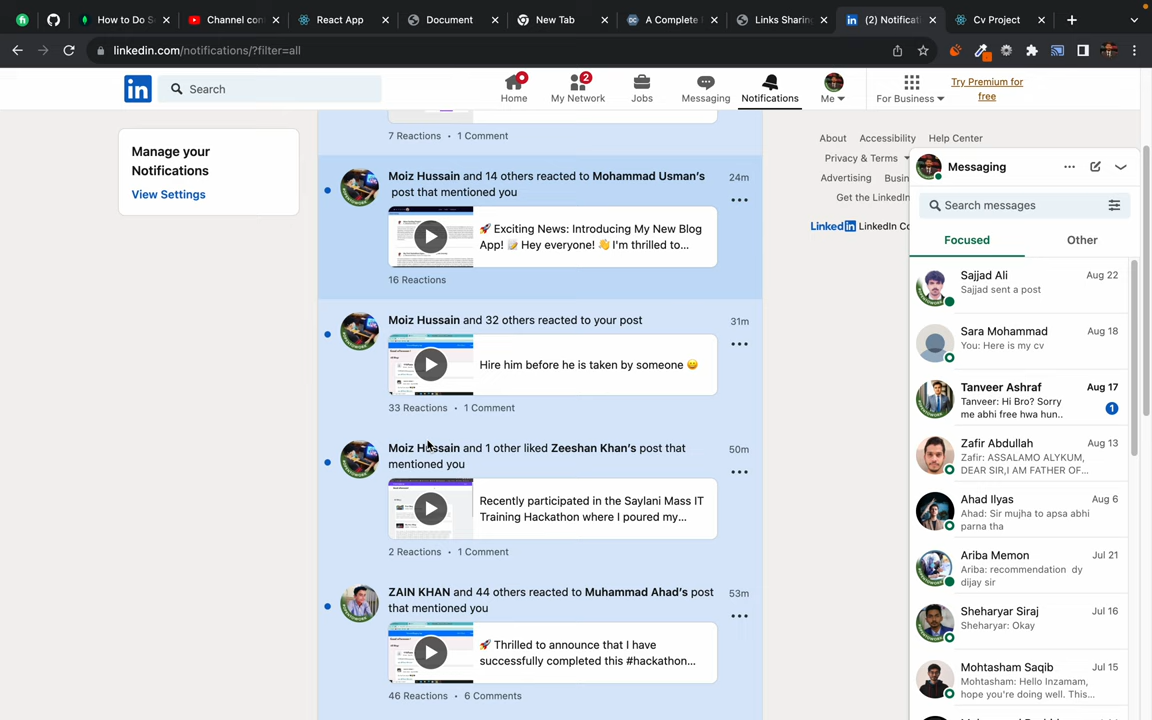 How to Do S
Channel con
React App
Document
New Tab
A Complete
Links Sharin
(2) Notificat
Cv Project
linkedin.com/notifications/?filter=all
in
Search
2
Home
My Network
Jobs
Messaging
Notifications
Me
For Business
Try Premium for
free
Manage your
Notifications
View Settings
7 Reactions • 1 Comment
Moiz Hussain and 14 others reacted to Mohammad Usman's
post that mentioned you
24m
🚀 Exciting News: Introducing My New Blog
App! 📝 Hey everyone! 👋 I'm thrilled to...
16 Reactions
Moiz Hussain and 32 others reacted to your post
31m
Hire him before he is taken by someone 😄
33 Reactions • 1 Comment
Moiz Hussain and 1 other liked Zeeshan Khan's post that
mentioned you
50m
Recently participated in the Saylani Mass IT
Training Hackathon where I poured my...
2 Reactions • 1 Comment
ZAIN KHAN and 44 others reacted to Muhammad Ahad's post
that mentioned you
53m
🚀 Thrilled to announce that I have
successfully completed this #hackathon...
46 Reactions • 6 Comments
About Accessibility Help Center
Privacy & Terms
Advertising Busin
Get the LinkedIn
Linkedin LinkedIn Co
Messaging
Search messages
Focused
Other
Sajjad Ali
Aug 22
Sajjad sent a post
Sara Mohammad
Aug 18
You: Here is my cv
Tanveer Ashraf
Aug 17
Tanveer: Hi Bro? Sorry
me abhi free hwa hun..
1
Zafir Abdullah
Aug 13
Zafir: ASSALAMO ALYKUM,
DEAR SIR,I AM FATHER OF...
Ahad Ilyas
Aug 6
Ahad: Sir mujha to apsa abhi
parna tha
Ariba Memon
Jul 21
Ariba: recommendation dy
dijay sir
Sheharyar Siraj
Jul 16
Sheharyar: Okay
Mohtasham Saqib
Jul 15
Mohtasham: Hello Inzamam,
hope you're doing well. This...